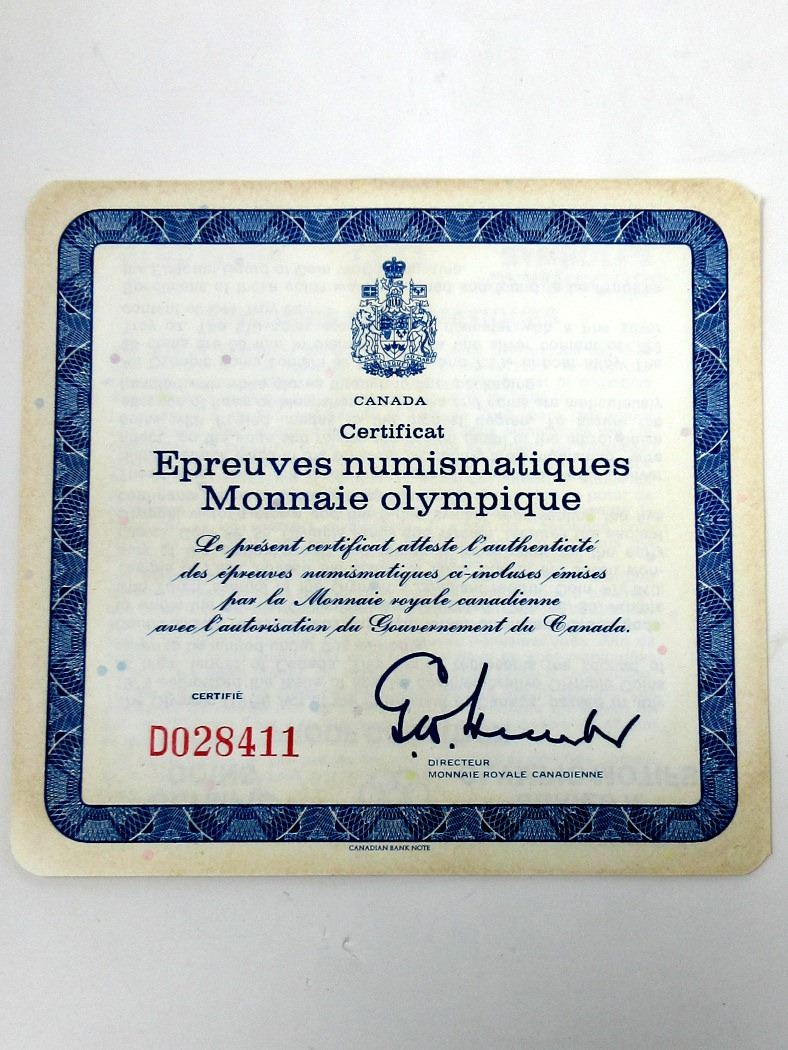 CANADA
Certificat
Epreuves numismatiques
Monnaie olympique
Le présent certificat atteste l'authenticité
des épreuves numismatiques ci-incluses émises
par la Monnaie royale canadienne
avec l'autorisation du Gouvernement du Canada.
CERTIFIÉ
D028411
DIRECTEUR
MONNAIE ROYALE CANADIENNE
CANADIAN BANK NOTE